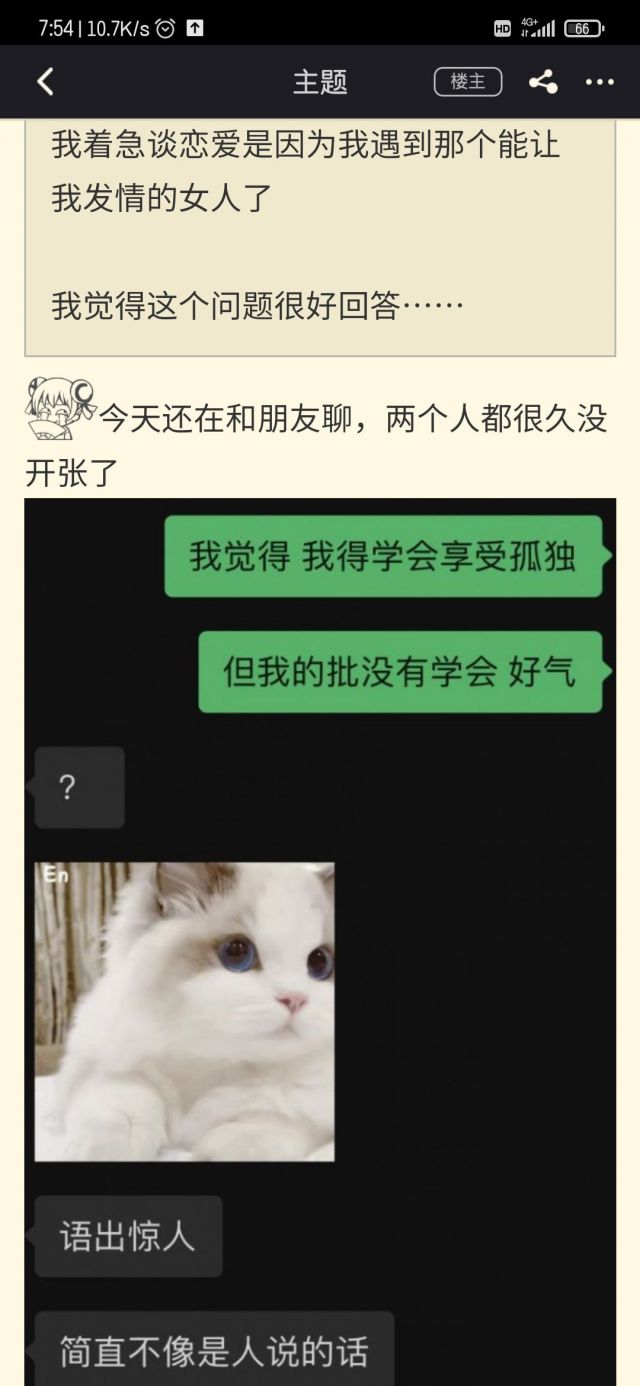 7:54 | 10.7K/s
HD 4G+ 66
主题
楼主
我着急谈恋爱是因为我遇到那个能让
我发情的女人了
我觉得这个问题很好回答……
今天还在和朋友聊，两个人都很久没
开张了
我觉得 我得学会享受孤独
但我的批没有学会 好气
？
En
语出惊人
简直不像是人说的话